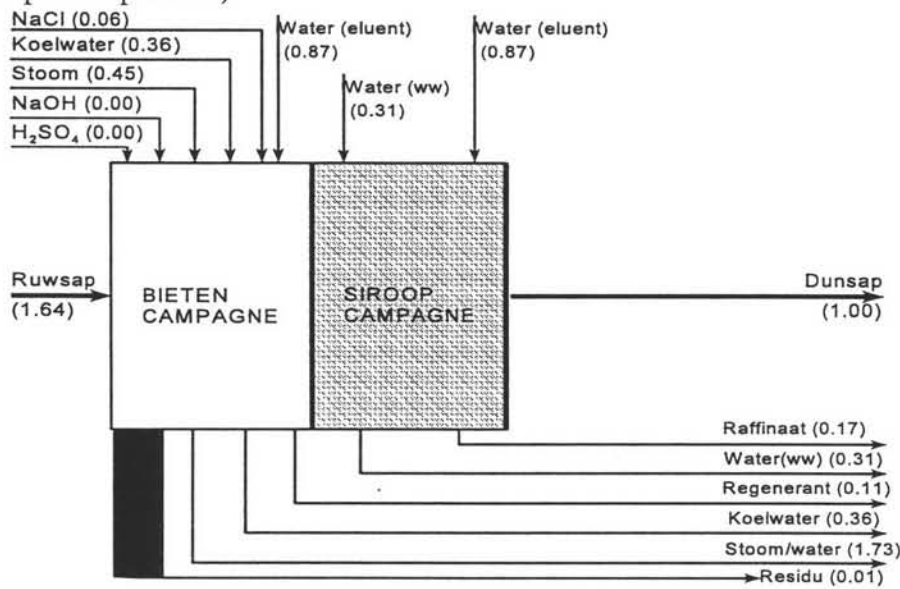 NaCl (0.06)
Koelwater (0.36)
Stoom (0.45)
NaOH (0.00)
H₂SO₄ (0.00)
Water (eluent)
(0.87)
Water (ww)
(0.31)
Water (eluent)
(0.87)
Ruwsap
(1.64)
BIETEN
CAMPAGNE
SIROOP
CAMPAGNE
Dunsap
(1.00)
Raffinaat (0.17)
Water(ww) (0.31)
Regenerant (0.11)
Koelwater (0.36)
Stoom/water (1.73)
Residu (0.01)